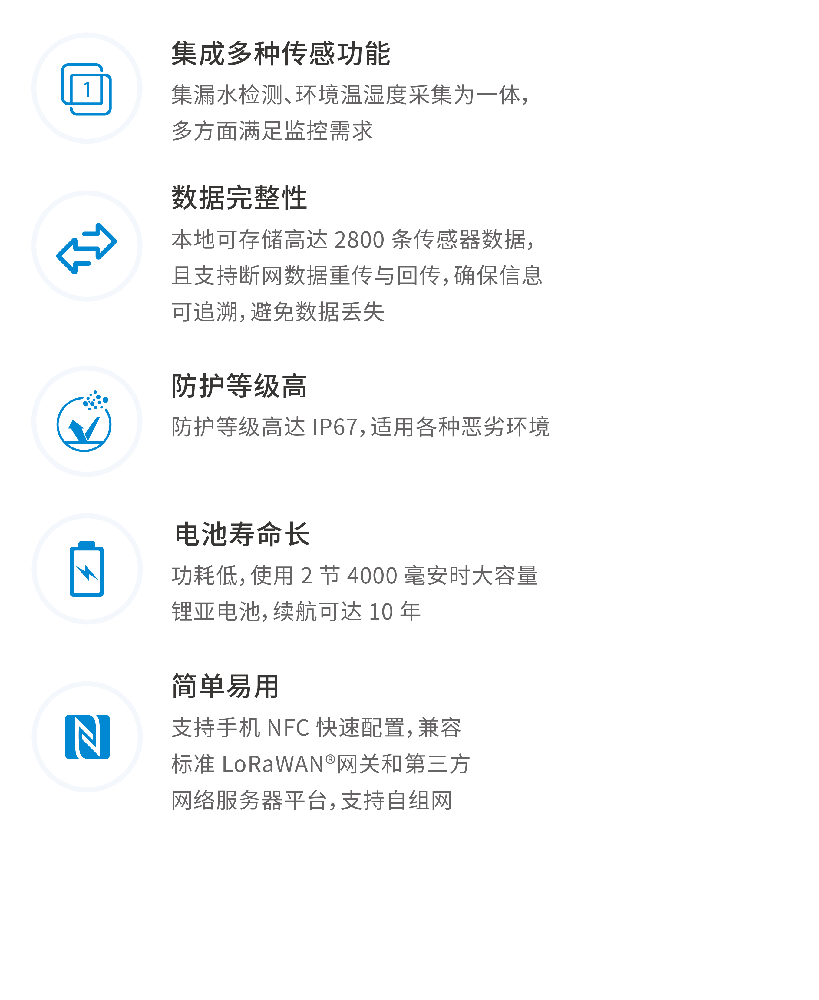 集成多种传感功能
1
集漏水检测、环境温湿度采集为一体，
多方面满足监控需求
数据完整性
本地可存储高达 2800 条传感器数据，
且支持断网数据重传与回传，确保信息
可追溯，避免数据丢失
防护等级高
防护等级高达 IP67，适用各种恶劣环境
电池寿命长
功耗低，使用 2 节 4000 毫安时大容量
锂亚电池，续航可达 10 年
简单易用
支持手机 NFC 快速配置，兼容
标准 LoRaWAN®网关和第三方
网络服务器平台，支持自组网